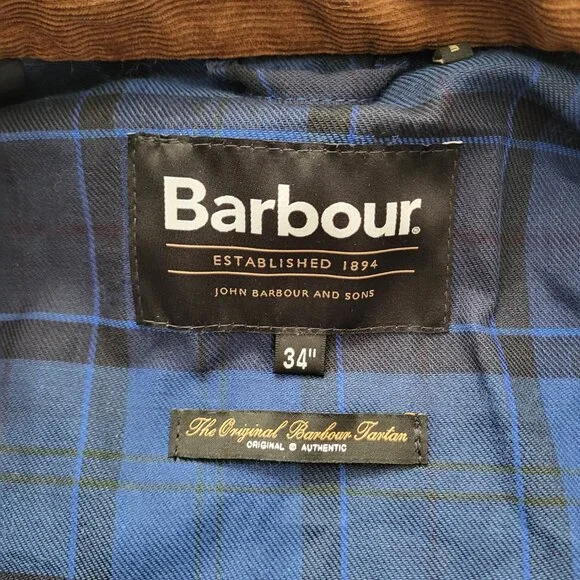 Barbour®
ESTABLISHED 1894
JOHN BARBOUR AND SONS
34"
The Original Barbour Tartan
ORIGINAL @ AUTHENTIC